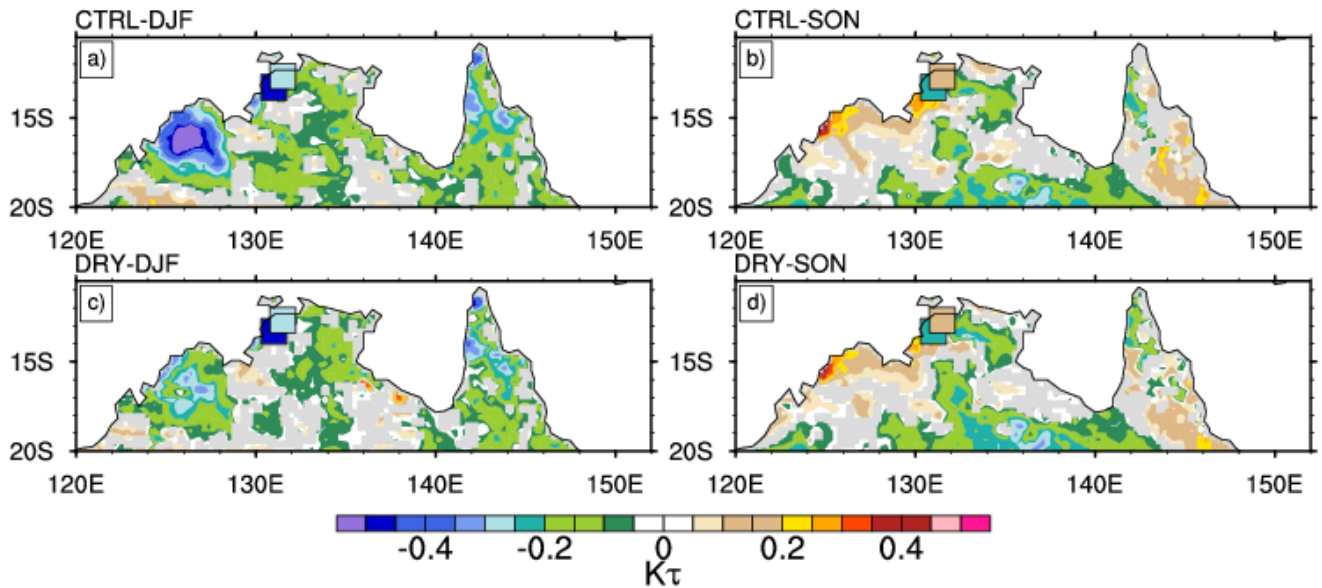 CTRL-DJF
CTRL-SON
a)
b)
15S
15S
20S
20S
120E 130E 140E 150E
120E 130E 140E 150E
DRY-DJF
DRY-SON
c)
d)
15S
15S
20S
20S
120E 130E 140E 150E
120E 130E 140E 150E
-0.4 -0.2 0 0.2 0.4
Kτ